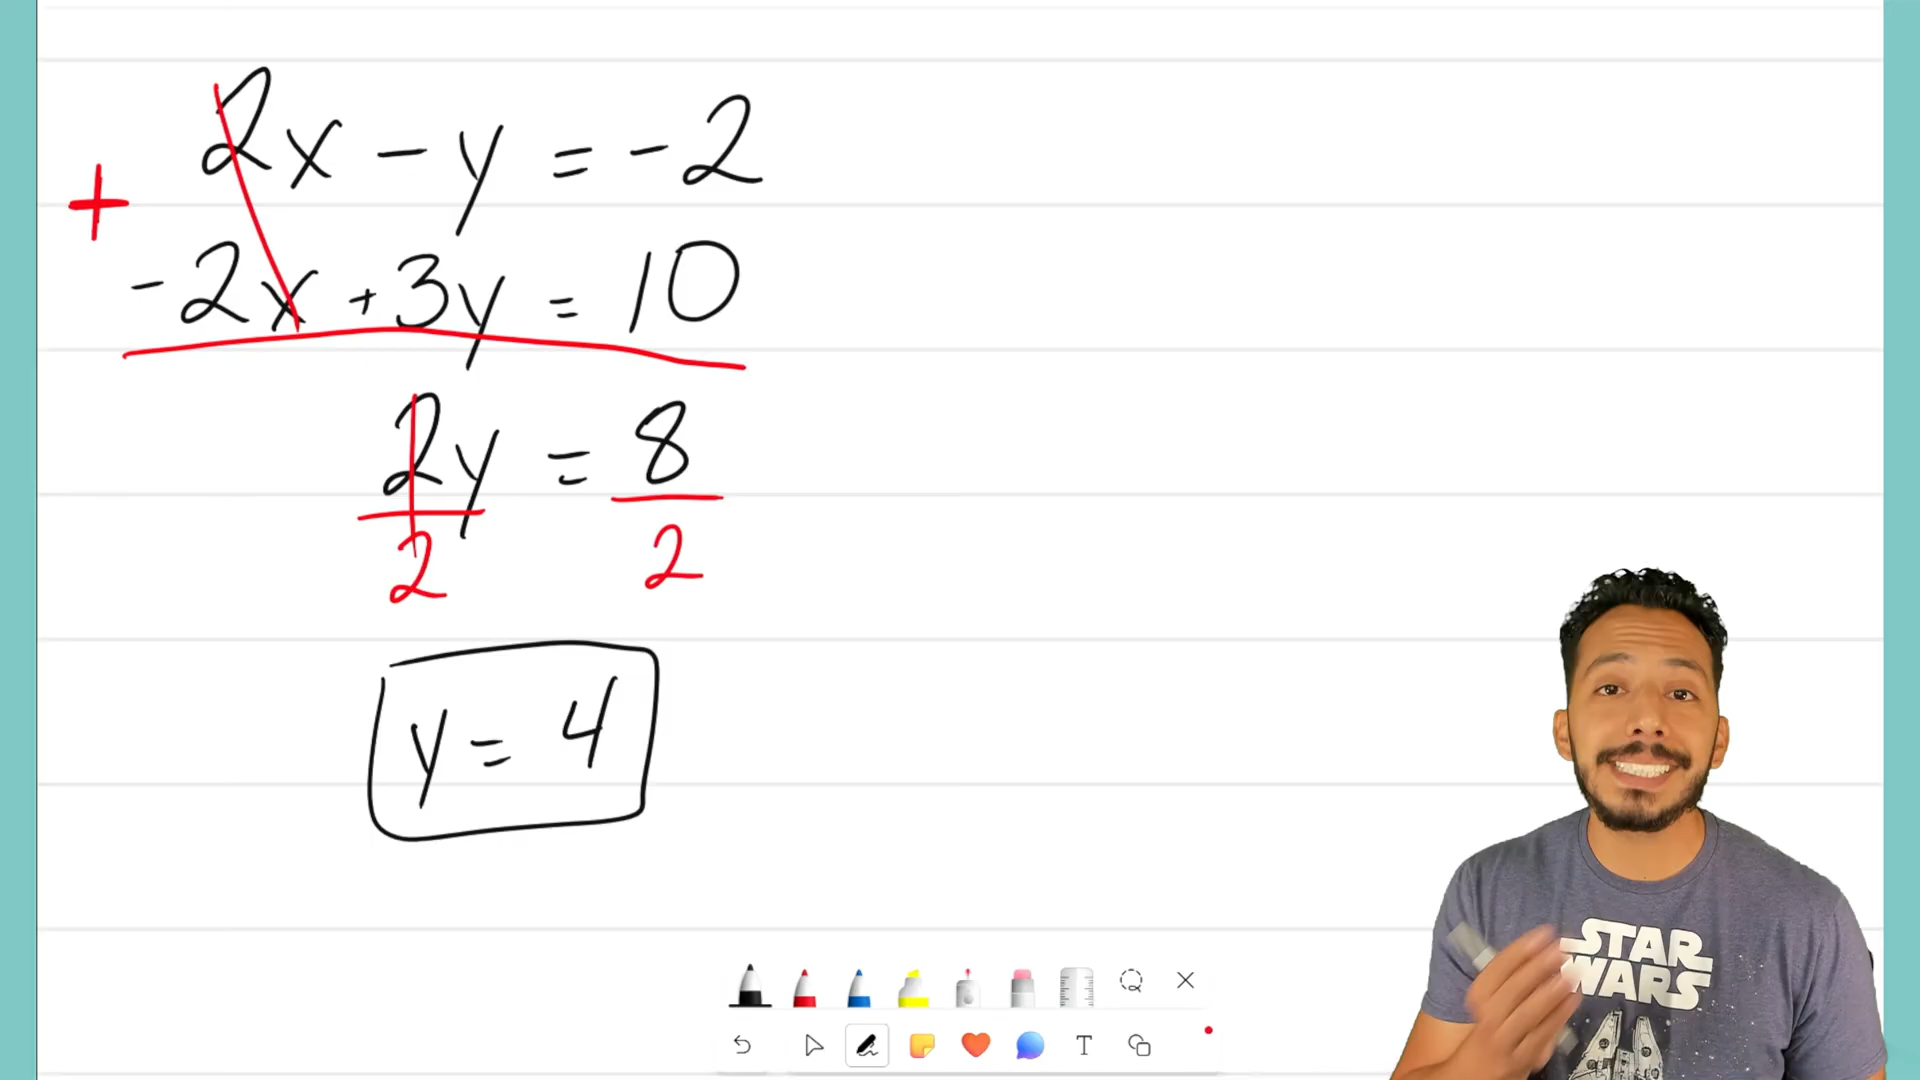 2x - y = -2
+
-2x + 3y = 10
2y = 8
2 2
y = 4
STAR
WARS
T